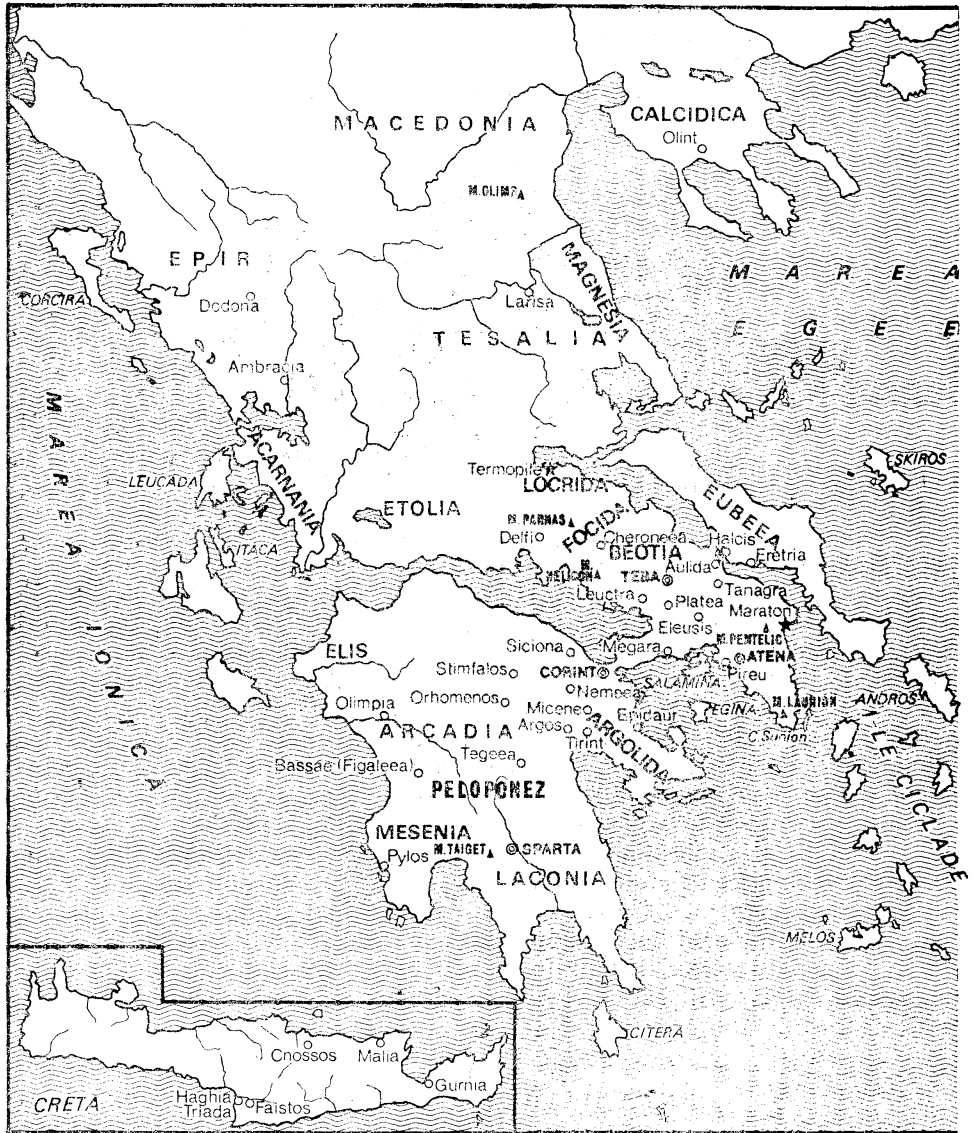 MACEDONIA
CALCIDICA
Olint
M. OLIMP
EPIR
MAGNESIA
MAREA
CORCIRA
Dodona
Larisa
EGEE
TESALIA
Ambracia
MAREA
IONICA
ACARNANIA
LEUCADA
Termopile
LOCRIDA
SKIROS
ETOLIA
EUBEEA
M. PARNAS
FOCIDA
Delfi
Cheroneea
Halcis
BEOTIA
ITACA
Aulida
Eretria
M. HELICONA
TEBA
Tanagra
Leuctra
Platea
Maraton
Eleusis
M. PENTELIC
ELIS
Siciona
Megara
ATENA
Stimfalos
CORINT
Pireu
SALAMINA
Nemeea
Olimpia
Orhomenos
Micene
EGINA
M. LAURION
ANDROS
Epidaur
ARCADIA
Argos
ARGOLIDA
Tirint
C. Sunion
ILE CICLADE
Tegeea
Bassae (Figaleea)
PELOPONEZ
MESENIA
M. TAIGET
SPARTA
Pylos
LACONIA
MELOS
CITERA
Cnossos
Malia
Gurnia
Haghia
Triada
Faistos
CRETA